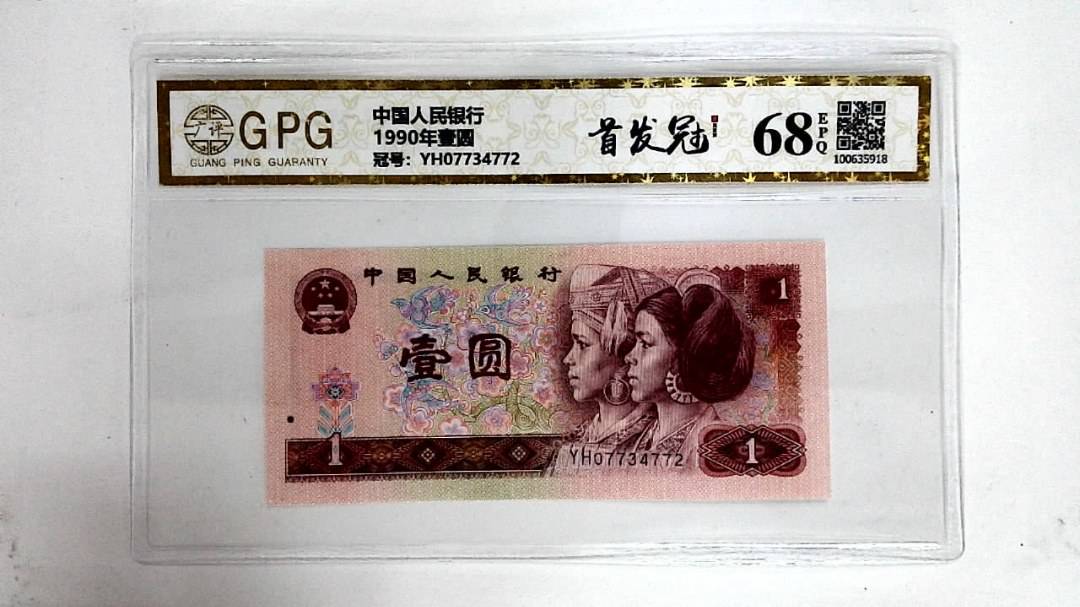 广评
GPG
GUANG PING GUARANTY
中国人民银行
1990年壹圆
冠号：YH07734772
首发冠
68
EPQ
100635918
中国人民银行
1
壹圆
1
YH07734772
1